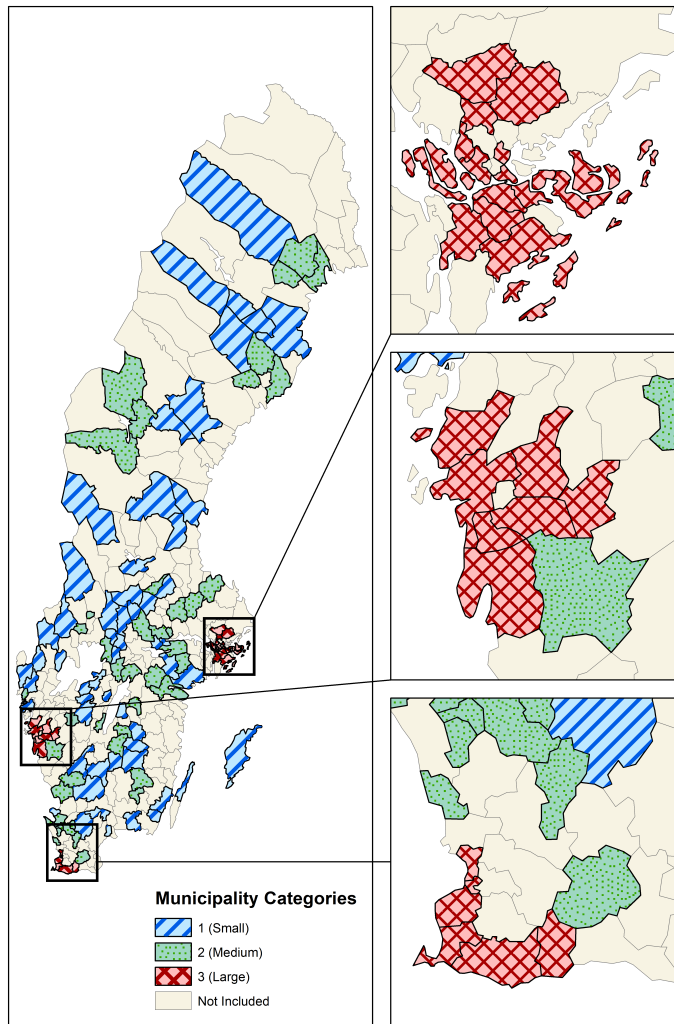 Municipality Categories
1 (Small)
2 (Medium)
3 (Large)
Not Included